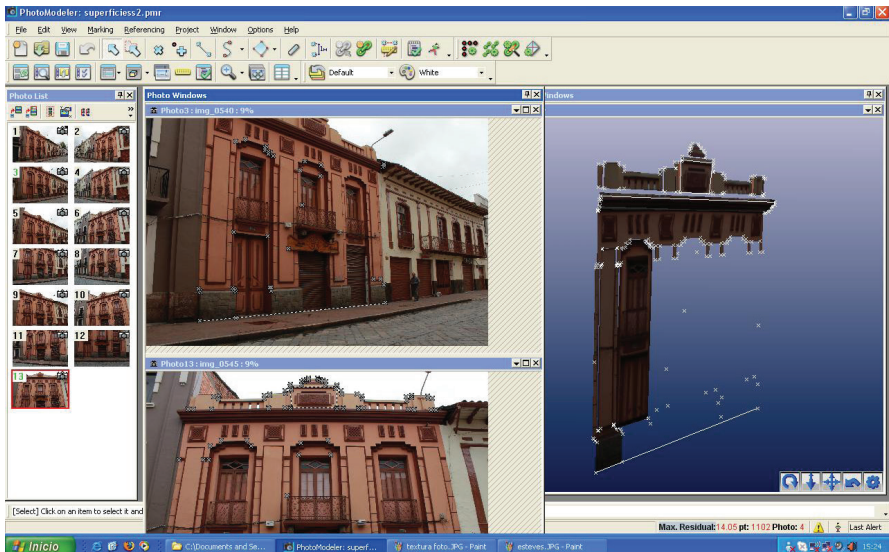 PhotoModeler: superficiess2.pmr
File Edit View Marking Referencing Project Window Options Help
Default White
Photo List
1 2
3 4
5 6
7 8
9 10
11 12
13
Photo Windows
Photo3 : img_0540 : 9%
Photo13 : img_0545 : 9%
indows
[Select] Click on an item to select it and
Max. Residual:14.05 pt: 1102 Photo: 4 Last Alert
Inicio C:\Documents and Se... PhotoModeler: superf... textura foto.JPG - Paint esteves.JPG - Paint 15:24